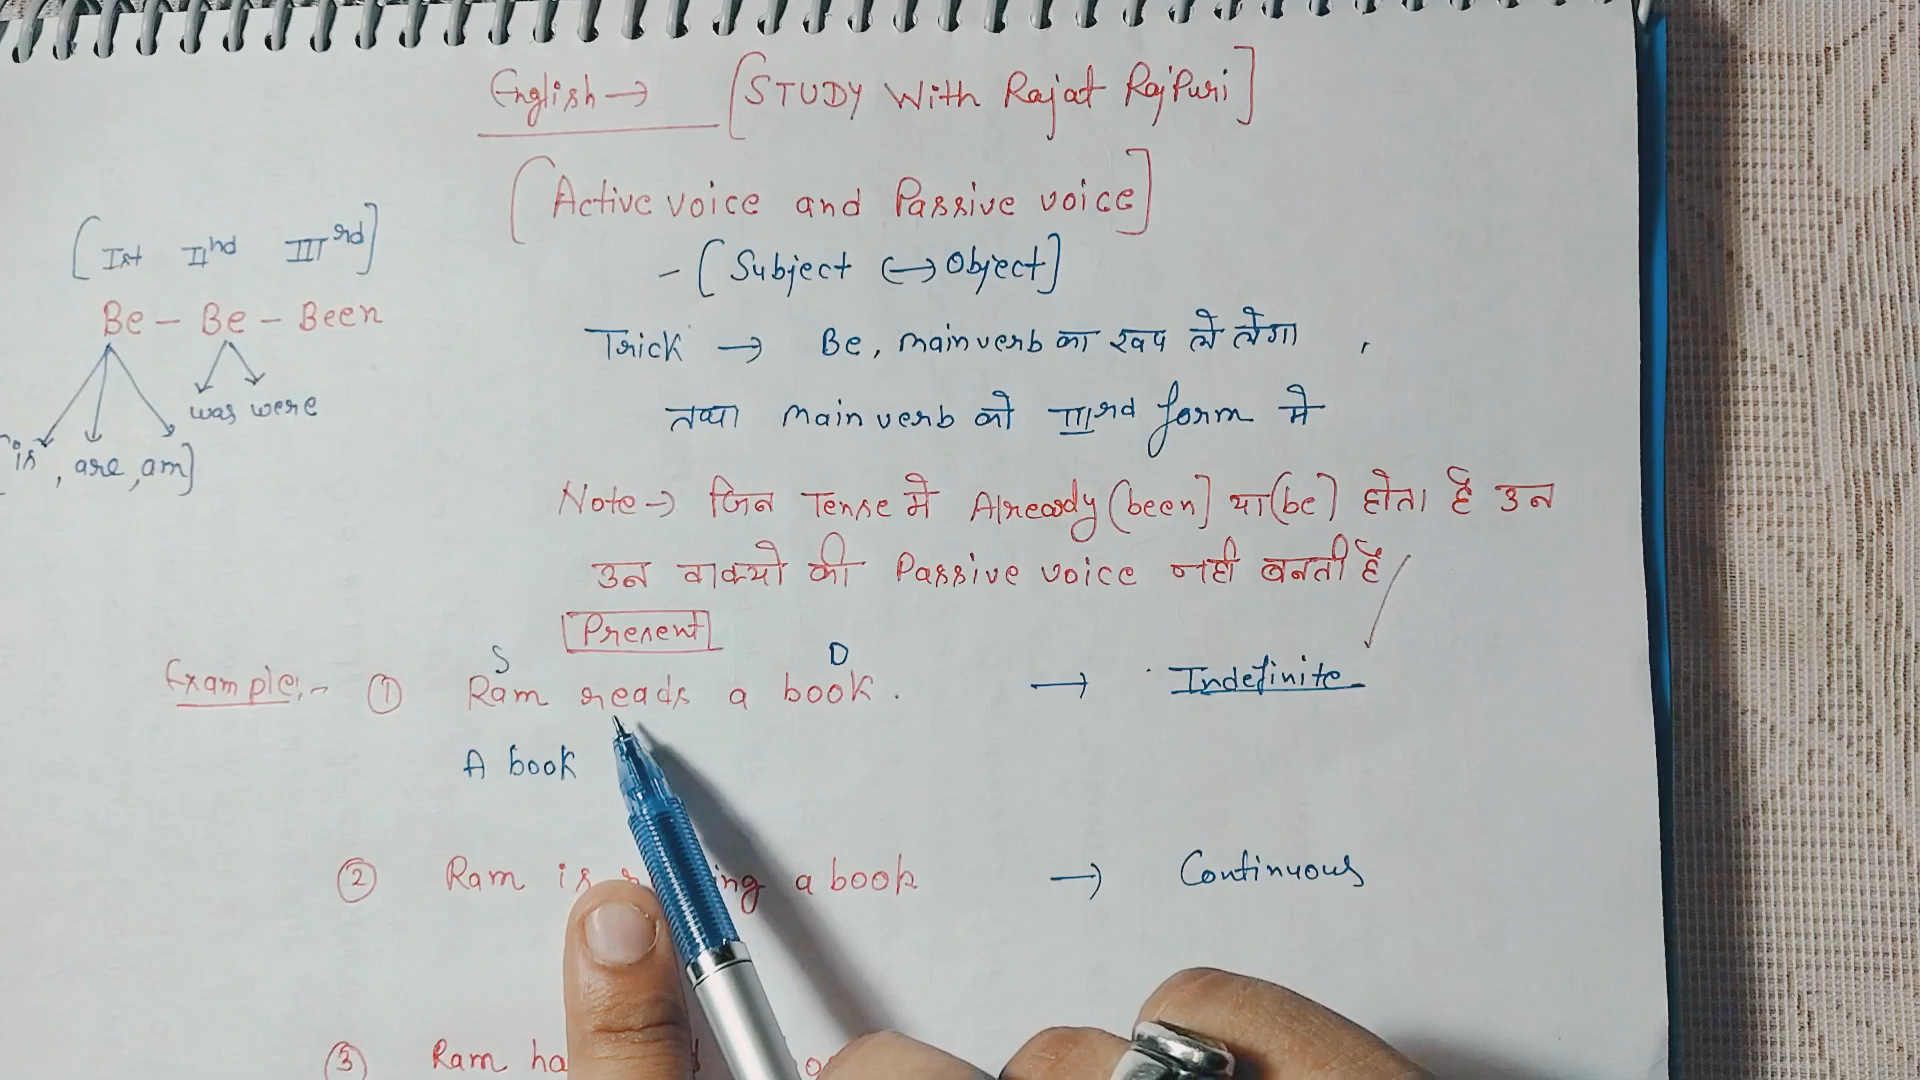 English → [STUDY With Rajat Rajpuri]
[Active voice and Passive voice]
- [Subject ↔ Object]
[Ist IInd IIIrd]
Be - Be - Been
was were
is, are, am]
Trick → Be, main verb का रूप ले लेगा ,
तथा main verb को IIIrd form मे
Note → जिन Tense मे Already (been] या (be] होता है उन
उन वाक्यो की Passive voice नही बनती है
[Present]
S O
Example:- ① Ram reads a book. → Indefinite
A book
② Ram is ing a book → Continuous
③ Ram